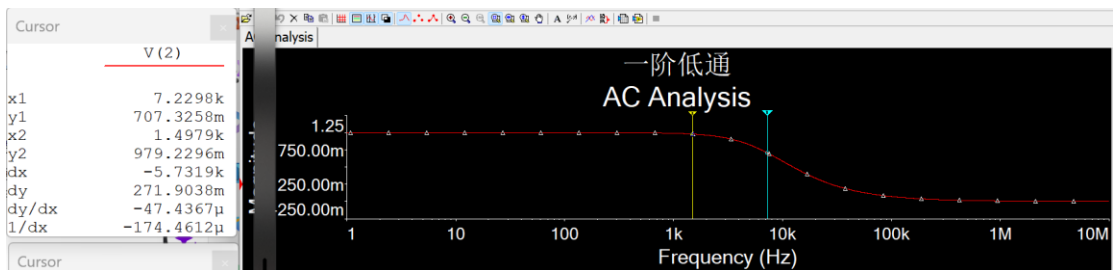 Cursor
V(2)
x1 7.2298k
y1 707.3258m
x2 1.4979k
y2 979.2296m
dx -5.7319k
dy 271.9038m
dy/dx -47.4367µ
1/dx -174.4612µ
Cursor
一阶低通
AC Analysis
1.25
750.00m
250.00m
250.00m
1 10 100 1k 10k 100k 1M 10M
Frequency (Hz)